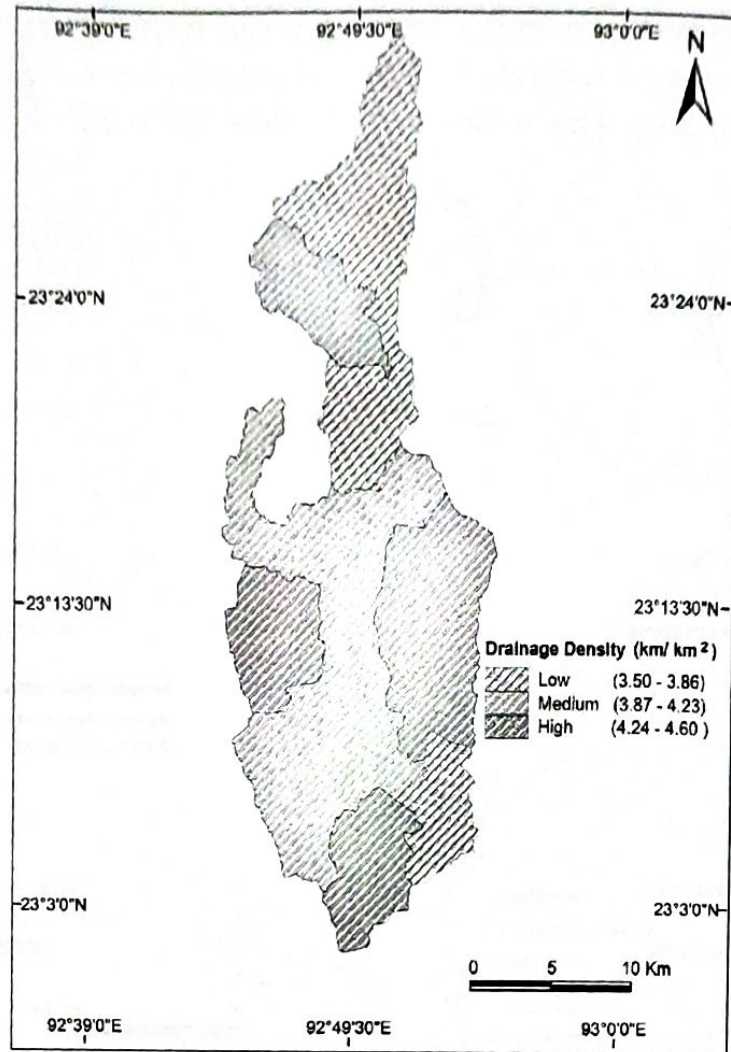 92°39'0"E 92°49'30"E 93°0'0"E
N
23°24'0"N 23°24'0"N
23°13'30"N 23°13'30"N
Drainage Density (km/ km²)
Low (3.50 - 3.86)
Medium (3.87 - 4.23)
High (4.24 - 4.60 )
23°3'0"N 23°3'0"N
0 5 10 Km
92°39'0"E 92°49'30"E 93°0'0"E